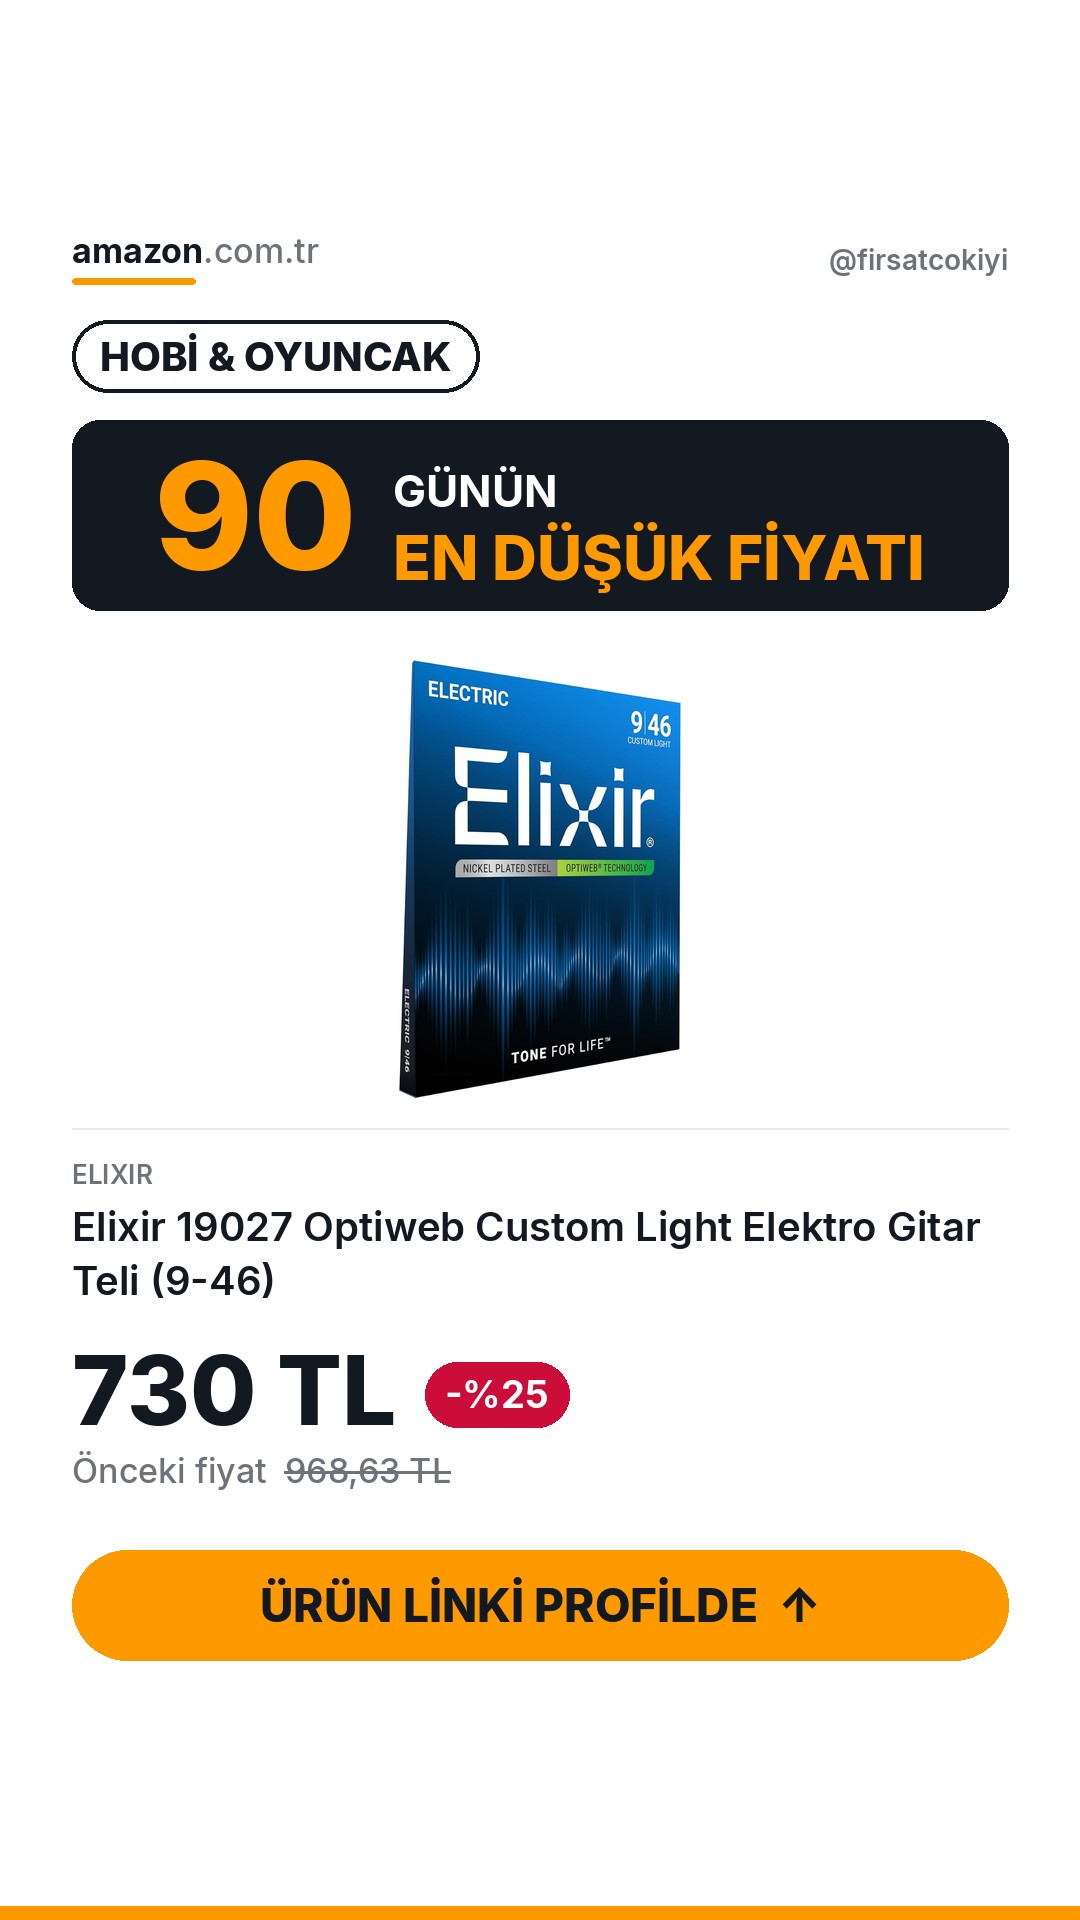 amazon.com.tr
@firsatcokiyi
HOBİ & OYUNCAK
90
GÜNÜN
EN DÜŞÜK FİYATI
ELECTRIC
9|46
CUSTOM LIGHT
Elixir®
NICKEL PLATED STEEL
OPTIWEB® TECHNOLOGY
ELECTRIC 9/46
TONE FOR LIFE™
ELIXIR
Elixir 19027 Optiweb Custom Light Elektro Gitar
Teli (9-46)
730 TL
-%25
Önceki fiyat 968,63 TL
ÜRÜN LİNKİ PROFİLDE ↑